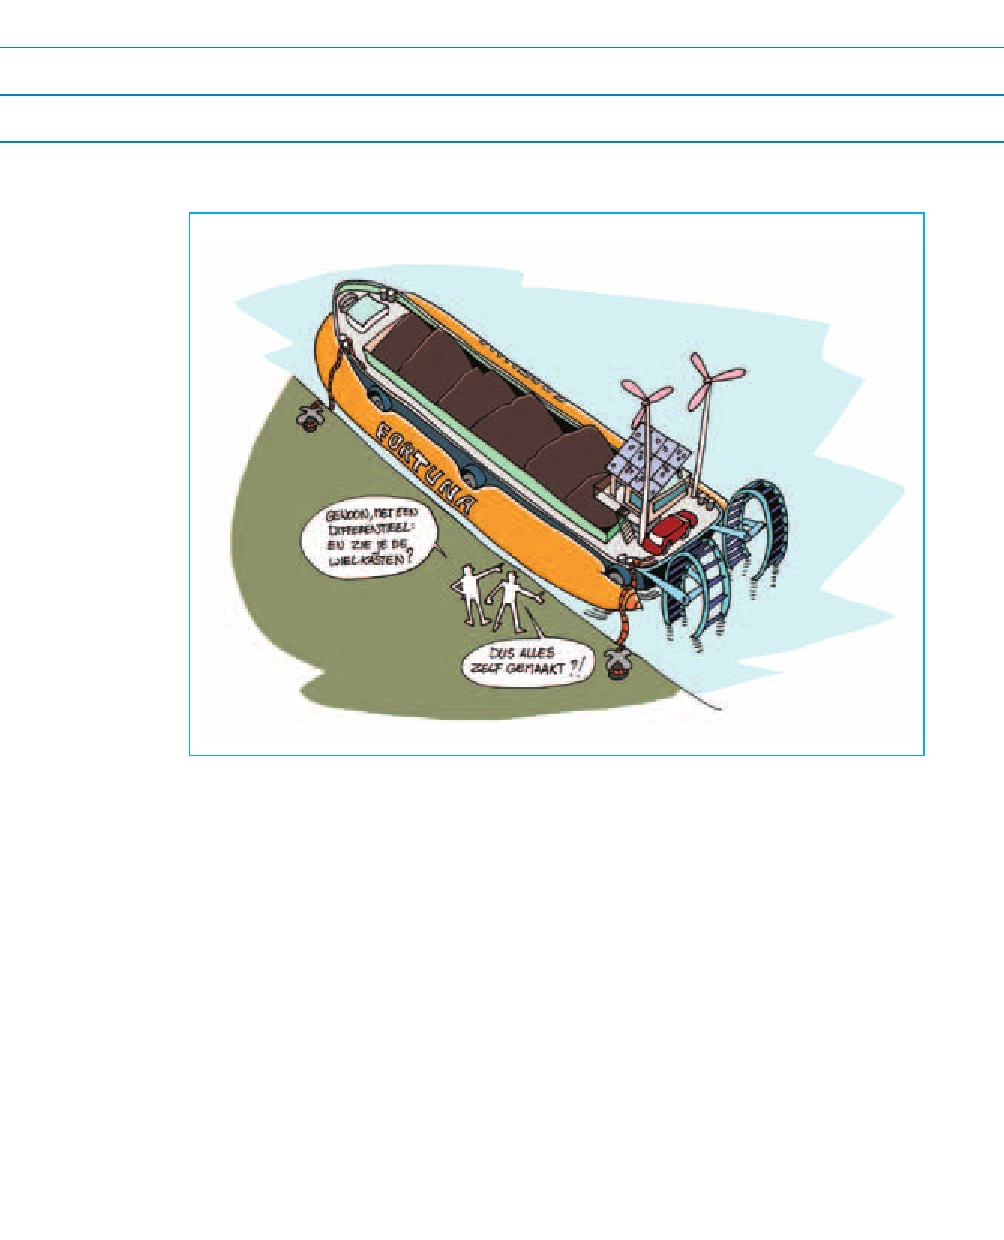 FORTUNA
GEWOON, MET EEN
DIFFERENTIEEL:
EN ZIE JE DE
WIELKASTEN?
DUS ALLES
ZELF GEMAAKT?!